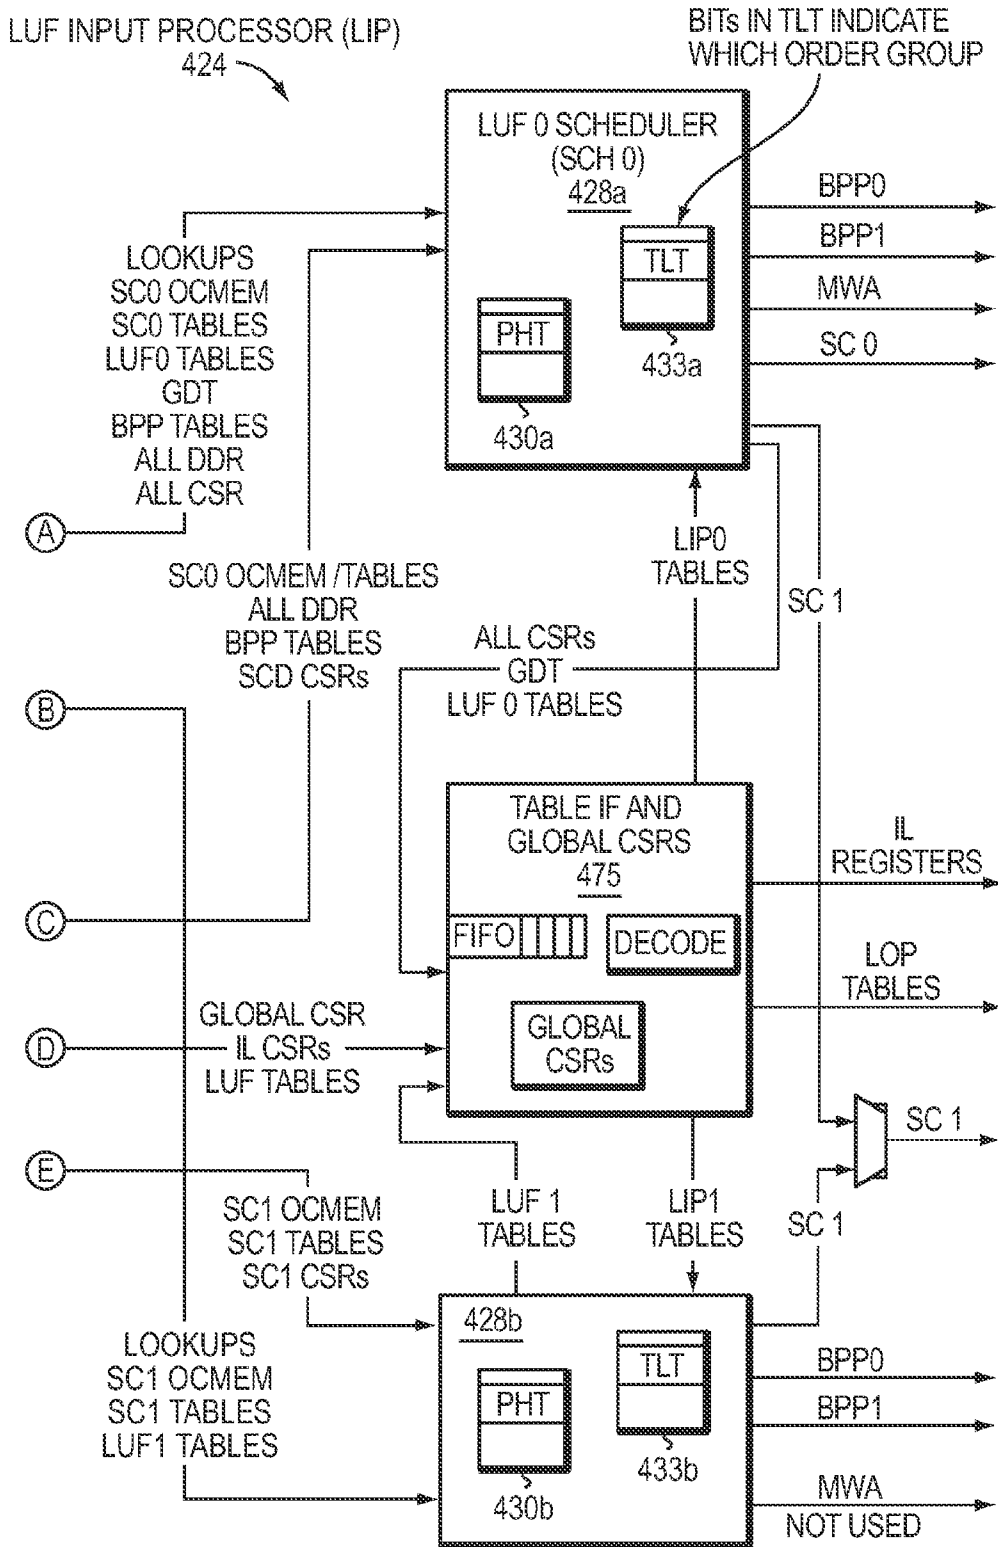 LUF INPUT PROCESSOR (LIP)
424
BITs IN TLT INDICATE
WHICH ORDER GROUP
LUF 0 SCHEDULER
(SCH 0)
428a
TLT
433a
PHT
430a
BPP0
BPP1
MWA
SC 0
LOOKUPS
SC0 OCMEM
SC0 TABLES
LUF0 TABLES
GDT
BPP TABLES
ALL DDR
ALL CSR
A
LIP0
TABLES
SC 1
SC0 OCMEM /TABLES
ALL DDR
BPP TABLES
SCD CSRs
ALL CSRs
GDT
LUF 0 TABLES
B
TABLE IF AND
GLOBAL CSRS
475
FIFO
DECODE
GLOBAL
CSRs
IL
REGISTERS
LOP
TABLES
C
D
GLOBAL CSR
IL CSRs
LUF TABLES
SC 1
E
SC1 OCMEM
SC1 TABLES
SC1 CSRs
LUF 1
TABLES
LIP1
TABLES
SC 1
428b
TLT
433b
PHT
430b
LOOKUPS
SC1 OCMEM
SC1 TABLES
LUF1 TABLES
BPP0
BPP1
MWA
NOT USED